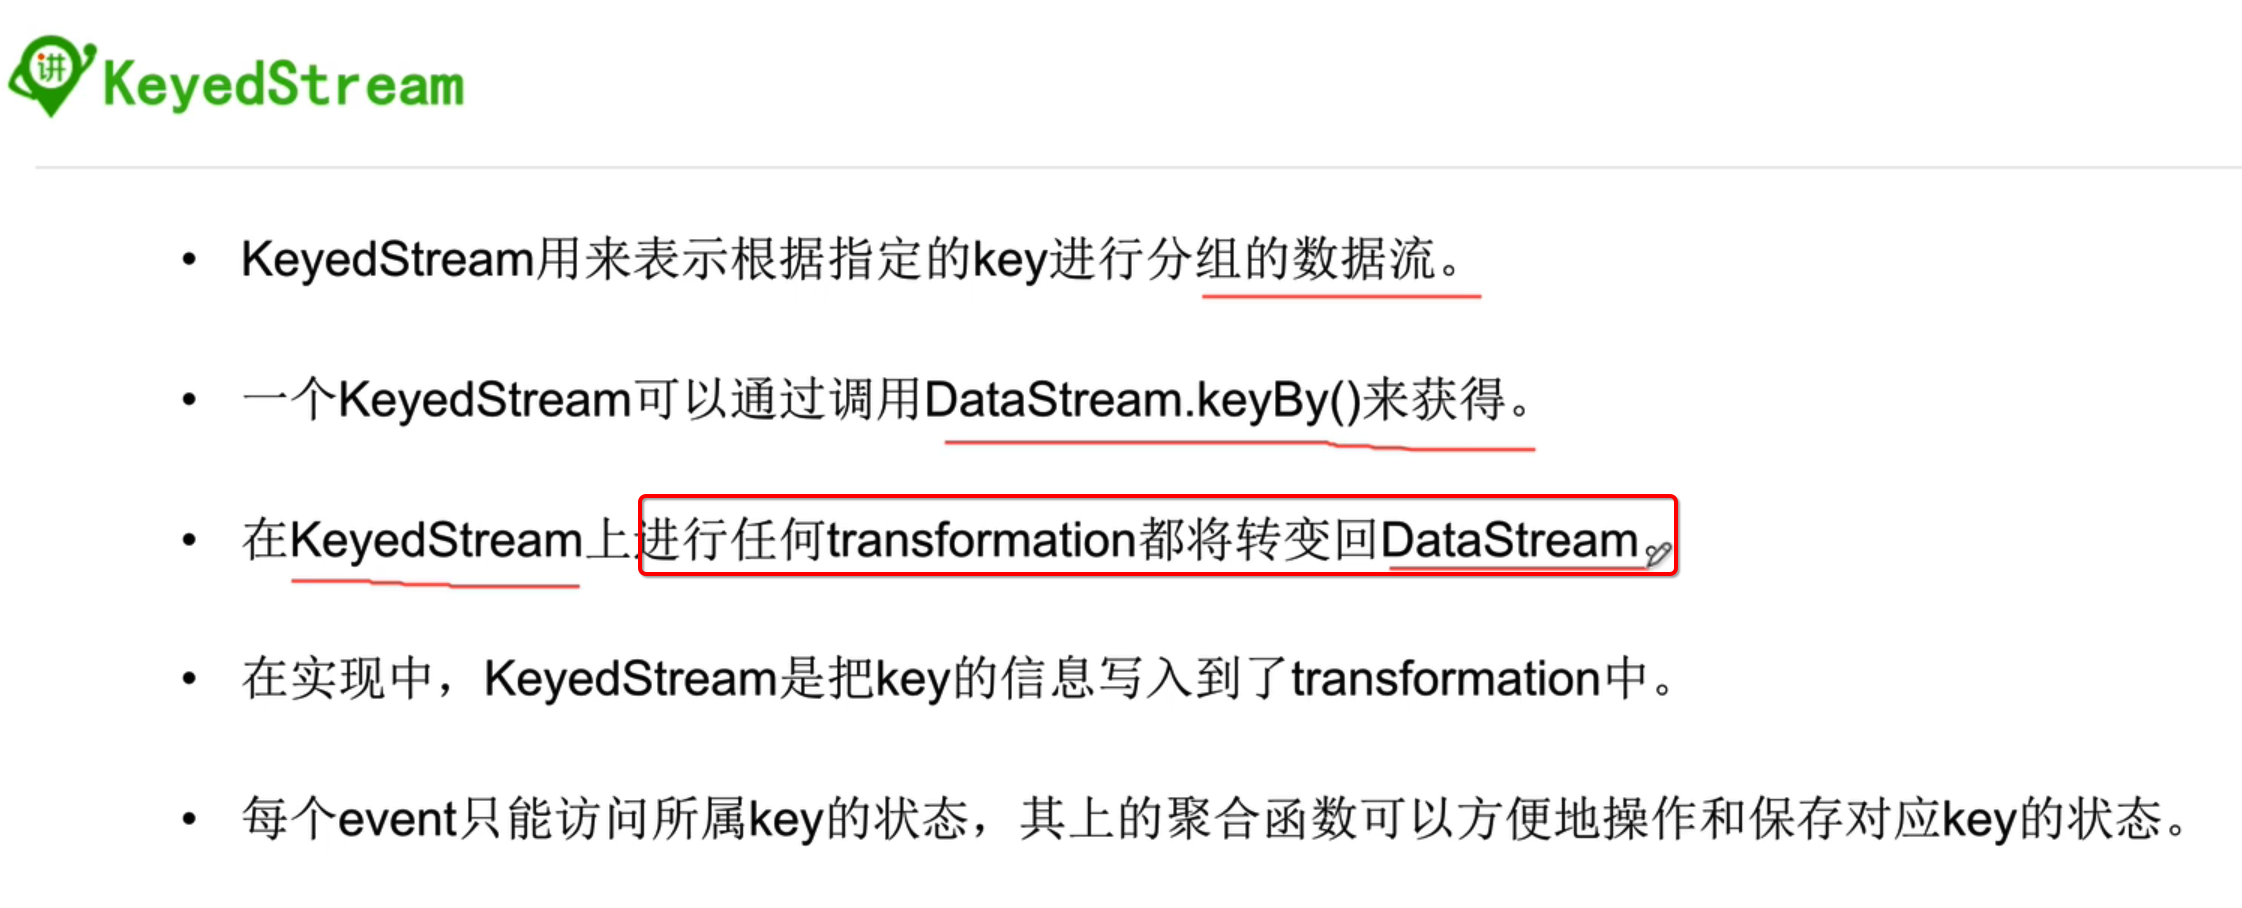 讲
KeyedStream
• KeyedStream用来表示根据指定的key进行分组的数据流。
• 一个KeyedStream可以通过调用DataStream.keyBy()来获得。
• 在KeyedStream上进行任何transformation都将转变回DataStream
• 在实现中，KeyedStream是把key的信息写入到了transformation中。
• 每个event只能访问所属key的状态，其上的聚合函数可以方便地操作和保存对应key的状态。